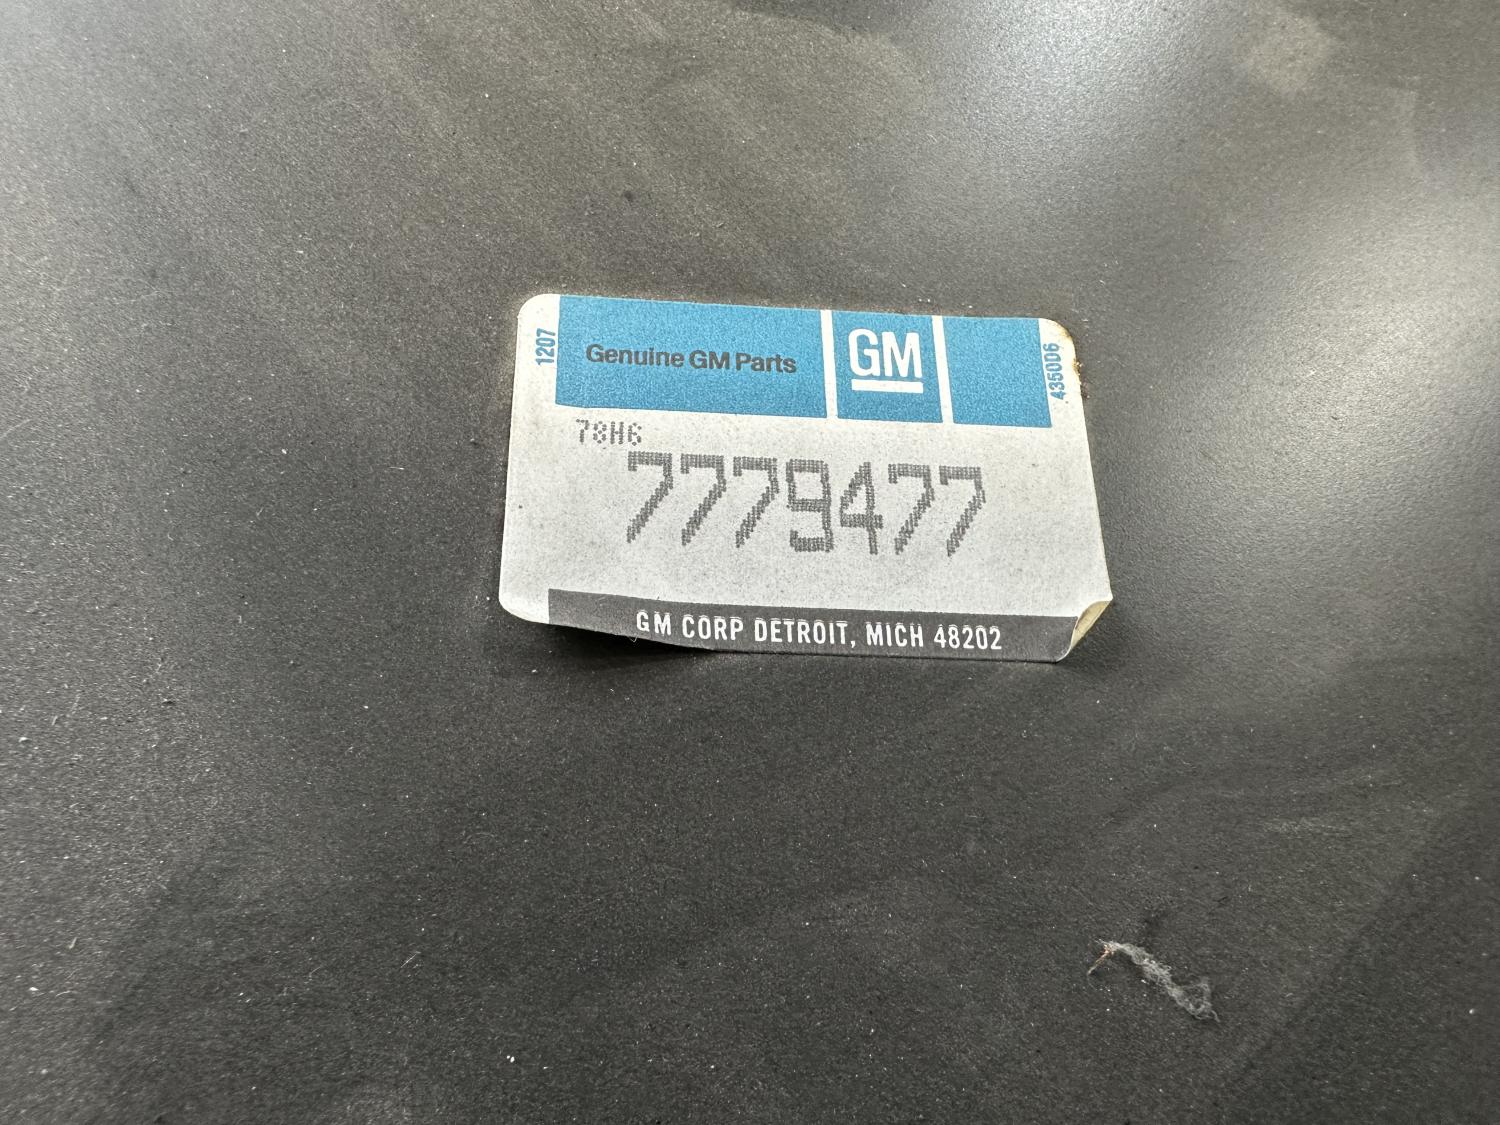 1207
Genuine GM Parts
GM
435006
78H6
7779477
GM CORP DETROIT, MICH 48202